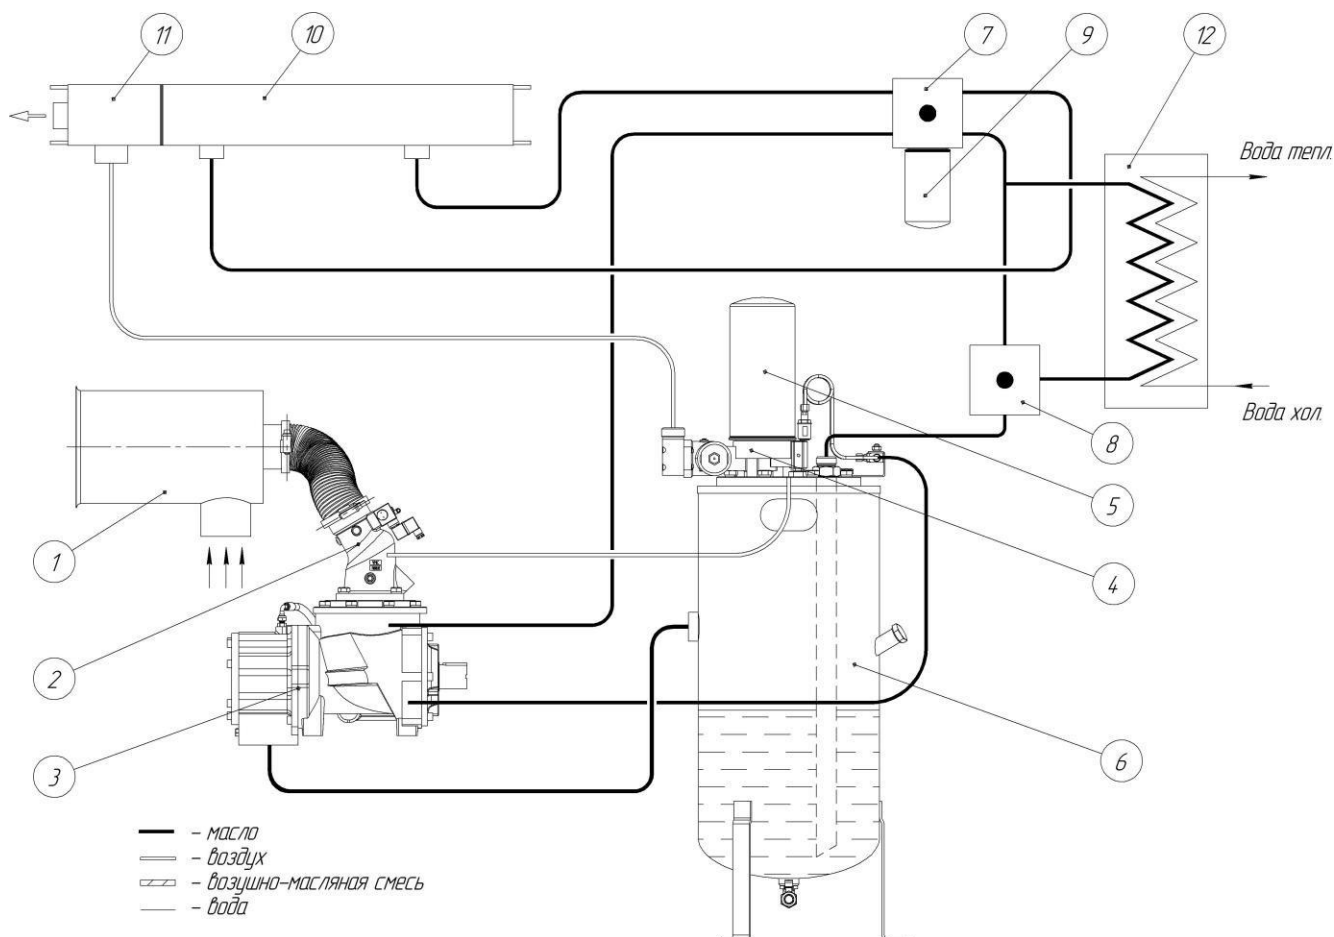 11
10
7
9
12
Вода тепл.
Вода хол.
8
1
5
4
2
3
6
– масло
– воздух
– возушно-масляная смесь
– вода